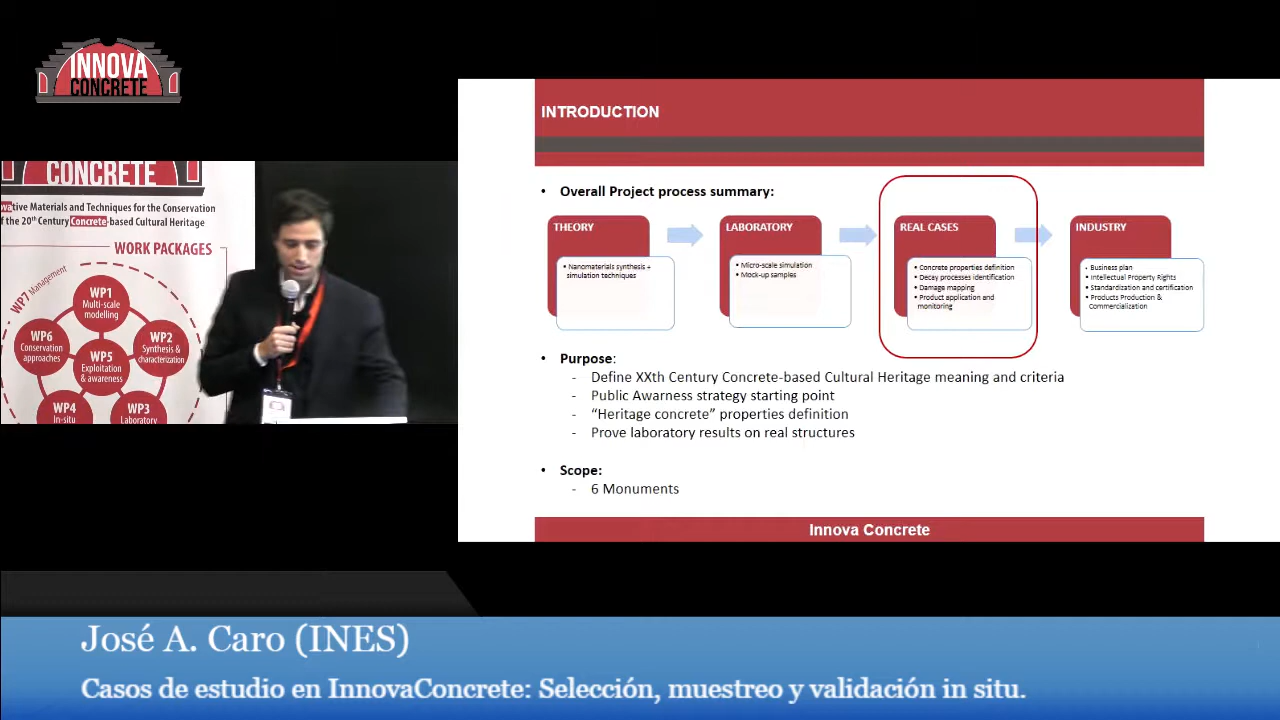 INNOVA
CONCRETE
CONCRETE
vative Materials and Techniques for the Conservation
of the 20th Century Concrete-based Cultural Heritage
WORK PACKAGES
WP7 Management
WP1
Multi-scale
modelling
WP6
Conservation
approaches
WP2
Synthesis &
characterization
WP5
Exploitation
& awareness
WP4
In-situ
WP3
Laboratory
INTRODUCTION
• Overall Project process summary:
THEORY
• Nanomaterials synthesis +
simulation techniques
LABORATORY
• Micro-scale simulation
• Mock-up samples
REAL CASES
• Concrete properties definition
• Decay processes identification
• Damage mapping
• Product application and
monitoring
INDUSTRY
• Business plan
• Intellectual Property Rights
• Standardization and certification
• Products Production &
Commercialization
• Purpose:
- Define XXth Century Concrete-based Cultural Heritage meaning and criteria
- Public Awarness strategy starting point
- “Heritage concrete” properties definition
- Prove laboratory results on real structures
• Scope:
- 6 Monuments
Innova Concrete
José A. Caro (INES)
Casos de estudio en InnovaConcrete: Selección, muestreo y validación in situ.